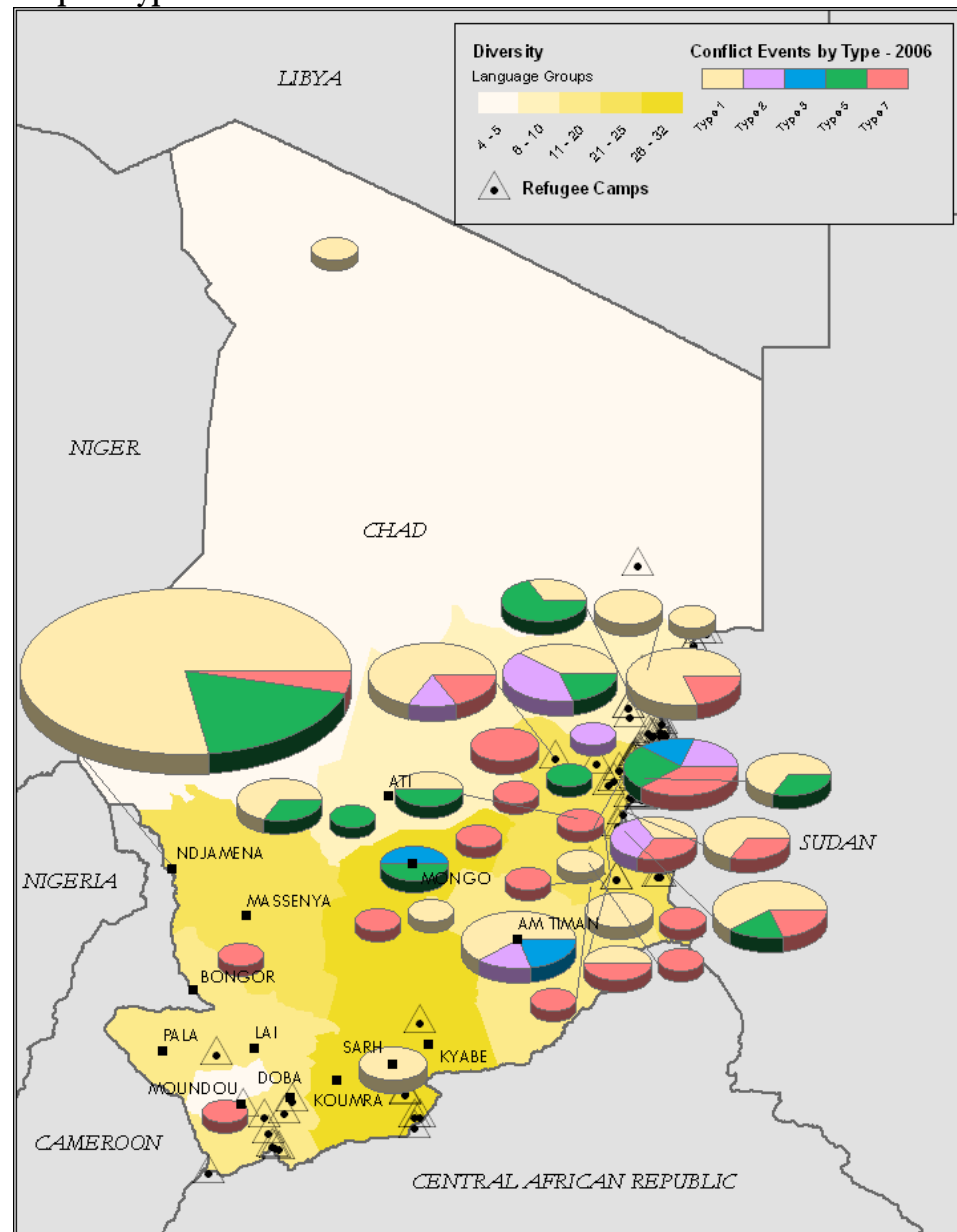 Diversity
Language Groups
4 - 5
6 - 10
11 - 20
21 - 25
26 - 32
Refugee Camps
Conflict Events by Type - 2006
Type 1
Type 2
Type 3
Type 5
Type 7
LIBYA
NIGER
CHAD
ATI
NDJAMENA
SUDAN
NIGERIA
MONGO
MASSENYA
AM TIMAN
BONGOR
PALA
LAI
SARH
KYABE
MOUNDOU
DOBA
KOUMRA
CAMEROON
CENTRAL AFRICAN REPUBLIC